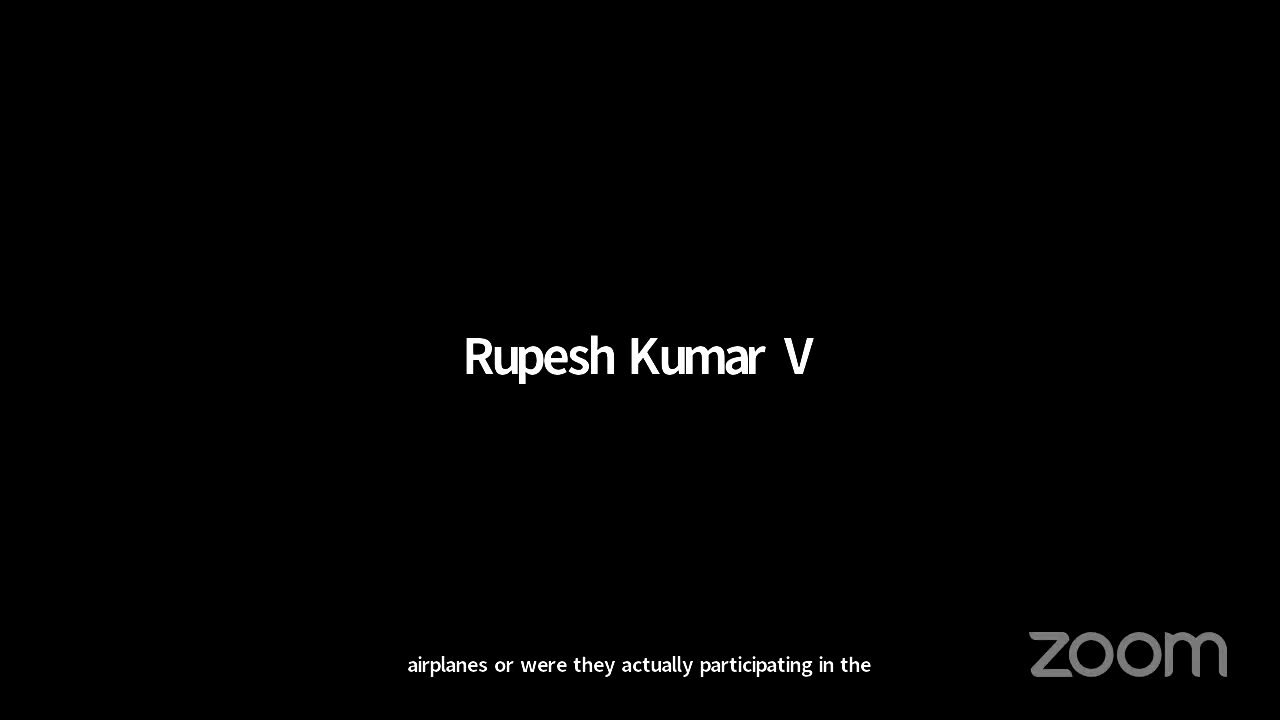 Rupesh Kumar V
airplanes or were they actually participating in the
zoom